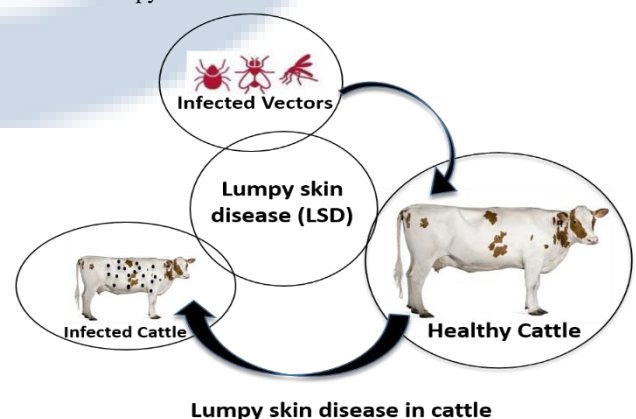 Infected Vectors
Lumpy skin
disease (LSD)
Infected Cattle
Healthy Cattle
Lumpy skin disease in cattle